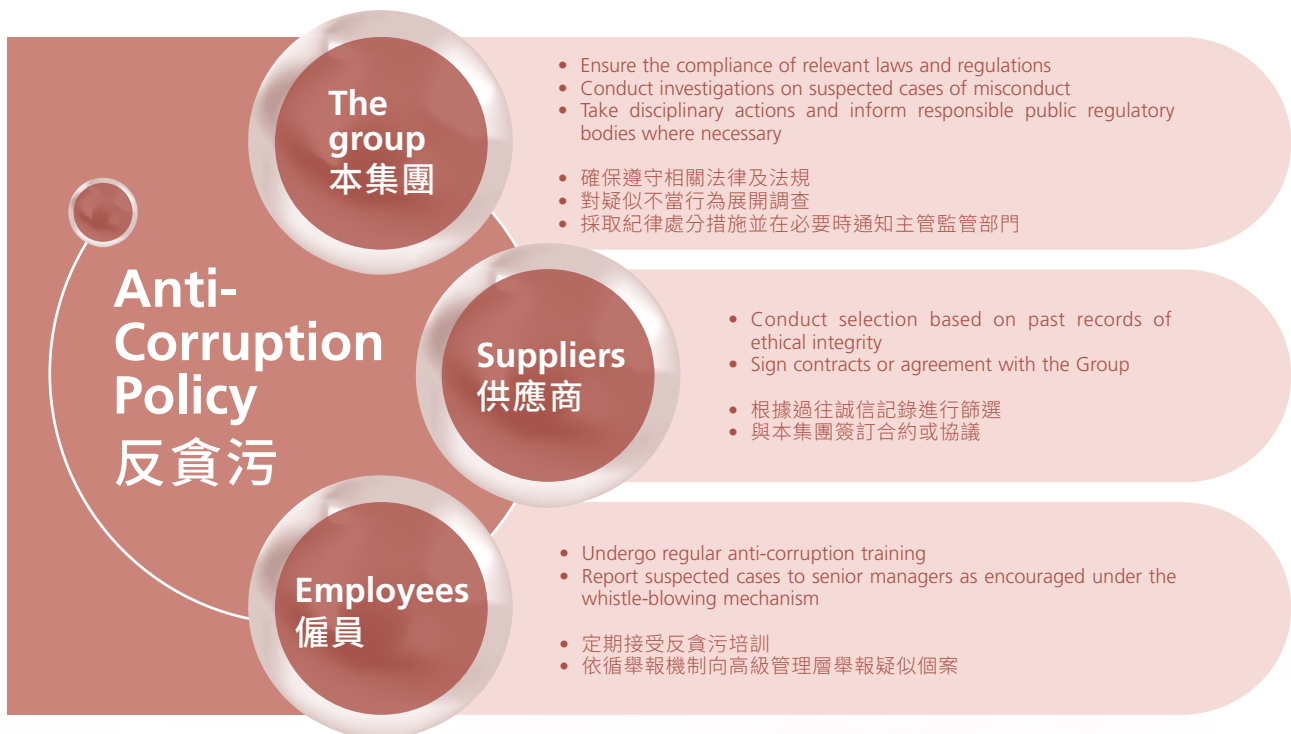 Anti-
Corruption
Policy
反貪污
The
group
本集團
• Ensure the compliance of relevant laws and regulations
• Conduct investigations on suspected cases of misconduct
• Take disciplinary actions and inform responsible public regulatory
bodies where necessary
• 確保遵守相關法律及法規
• 對疑似不當行為展開調查
• 採取紀律處分措施並在必要時通知主管監管部門
Suppliers
供應商
• Conduct selection based on past records of
ethical integrity
• Sign contracts or agreement with the Group
• 根據過往誠信記錄進行篩選
• 與本集團簽訂合約或協議
Employees
僱員
• Undergo regular anti-corruption training
• Report suspected cases to senior managers as encouraged under the
whistle-blowing mechanism
• 定期接受反貪污培訓
• 依循舉報機制向高級管理層舉報疑似個案